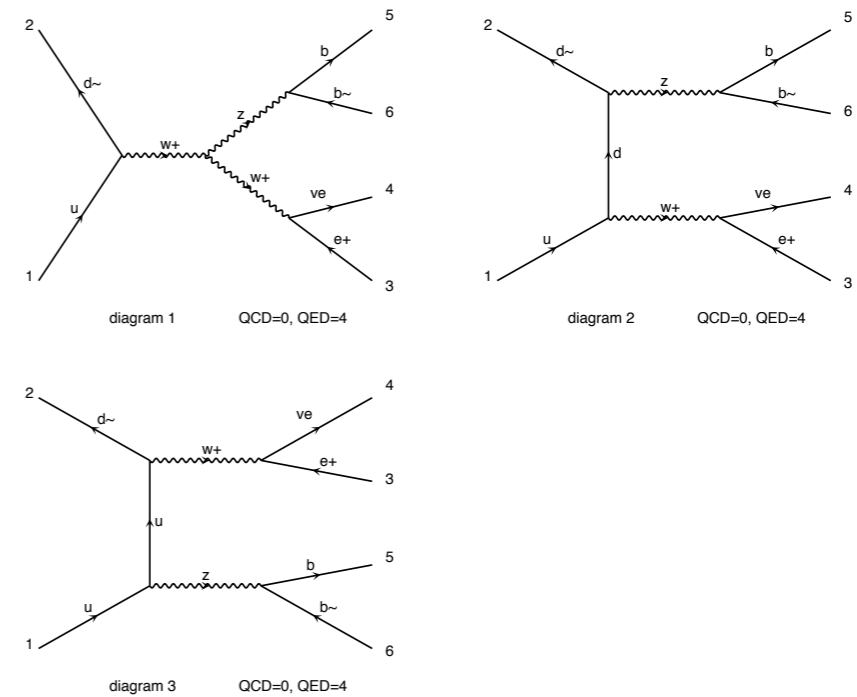 2
5
b
d~
z
b~
6
w+
w+
ve
4
u
e+
1
3
diagram 1 QCD=0, QED=4
2
5
d~
z
b
b~
6
d
w+
ve
4
u
e+
1
3
diagram 2 QCD=0, QED=4
2
4
d~
w+
ve
e+
3
u
5
z
b
u
b~
1
6
diagram 3 QCD=0, QED=4